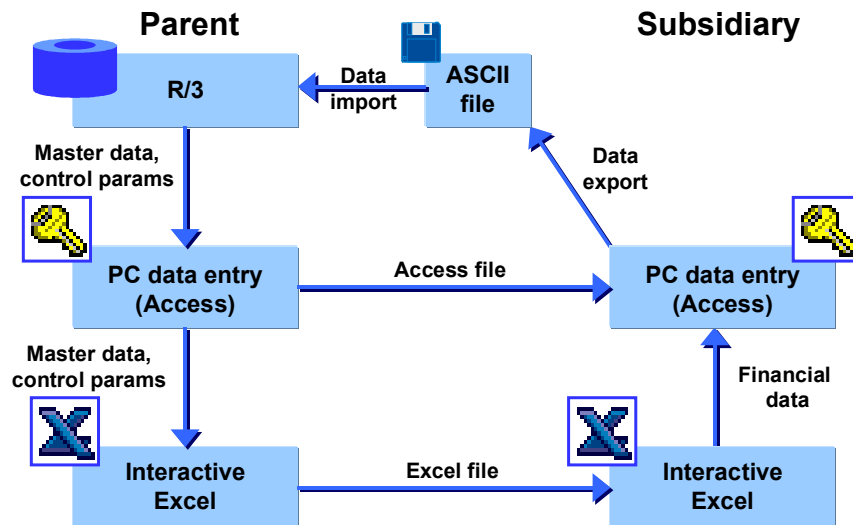 Parent
Subsidiary
R/3
Data
import
ASCII
file
Master data,
control params
Data
export
PC data entry
(Access)
Access file
PC data entry
(Access)
Master data,
control params
Financial
data
Interactive
Excel
Excel file
Interactive
Excel